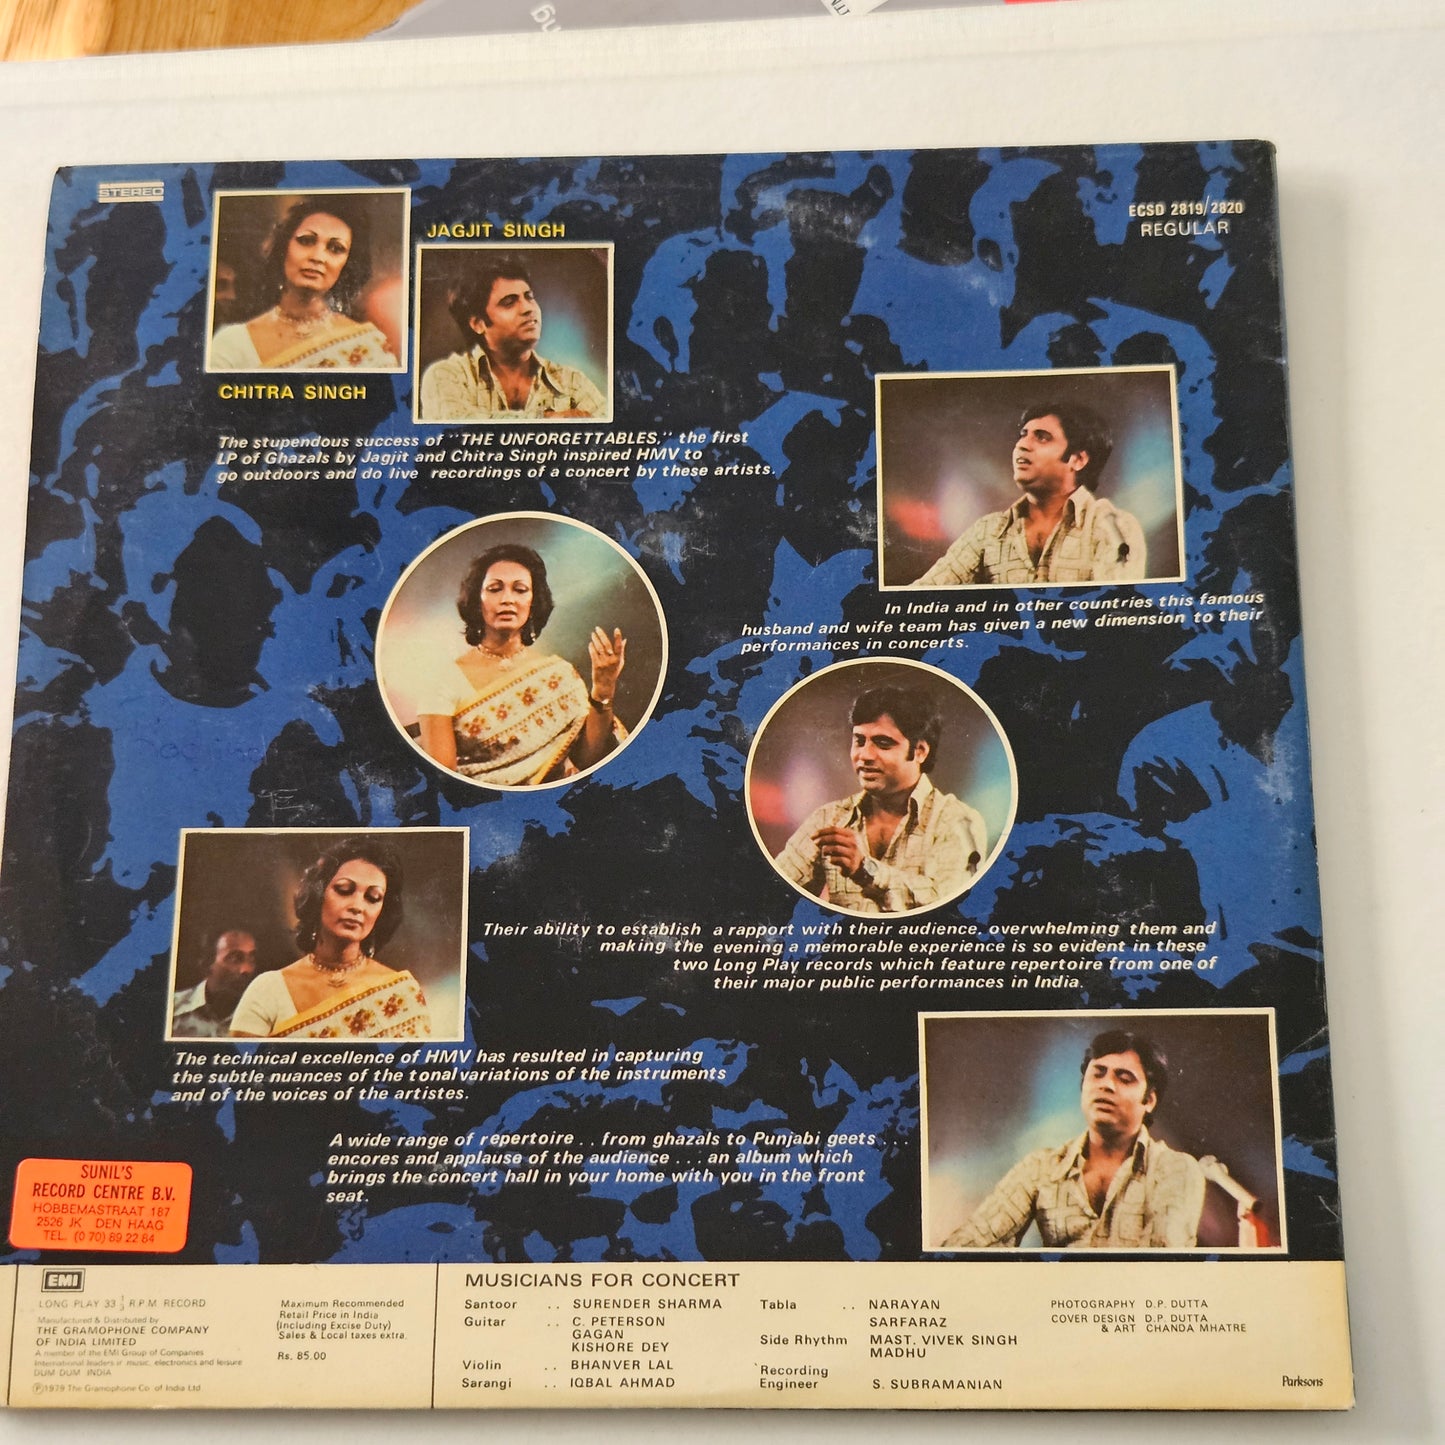 STEREO
JAGJIT SINGH
ECSD 2819/2820
REGULAR
CHITRA SINGH
The stupendous success of "THE UNFORGETTABLES," the first
LP of Ghazals by Jagjit and Chitra Singh inspired HMV to
go outdoors and do live recordings of a concert by these artists.
In India and in other countries this famous
husband and wife team has given a new dimension to their
performances in concerts.
Their ability to establish a rapport with their audience, overwhelming them and
making the evening a memorable experience is so evident in these
two Long Play records which feature repertoire from one of
their major public performances in India.
The technical excellence of HMV has resulted in capturing
the subtle nuances of the tonal variations of the instruments
and of the voices of the artistes.
A wide range of repertoire . . from ghazals to Punjabi geets . . .
encores and applause of the audience . . . an album which
brings the concert hall in your home with you in the front
seat.
SUNIL'S
RECORD CENTRE B.V.
HOBBEMASTRAAT 187
2526 JK DEN HAAG
TEL. (0 70) 89 22 84
EMI
LONG PLAY 33 1/3 R.P.M RECORD
Manufactured & Distributed by
THE GRAMOPHONE COMPANY
OF INDIA LIMITED
A member of the EMI Group of Companies
International leaders in music, electronics and leisure
DUM DUM INDIA
Ⓟ1979 The Gramophone Co. of India Ltd
Maximum Recommended
Retail Price in India
(Including Excise Duty)
Sales & Local taxes extra.
Rs. 85.00
MUSICIANS FOR CONCERT
Santoor . . SURENDER SHARMA
Guitar . . C. PETERSON
GAGAN
KISHORE DEY
Violin . . BHANVER LAL
Sarangi . . IQBAL AHMAD
Tabla . . NARAYAN
SARFARAZ
Side Rhythm MAST. VIVEK SINGH
MADHU
Recording
Engineer S. SUBRAMANIAN
PHOTOGRAPHY D.P. DUTTA
COVER DESIGN D.P. DUTTA
& ART CHANDA MHATRE
Parksons